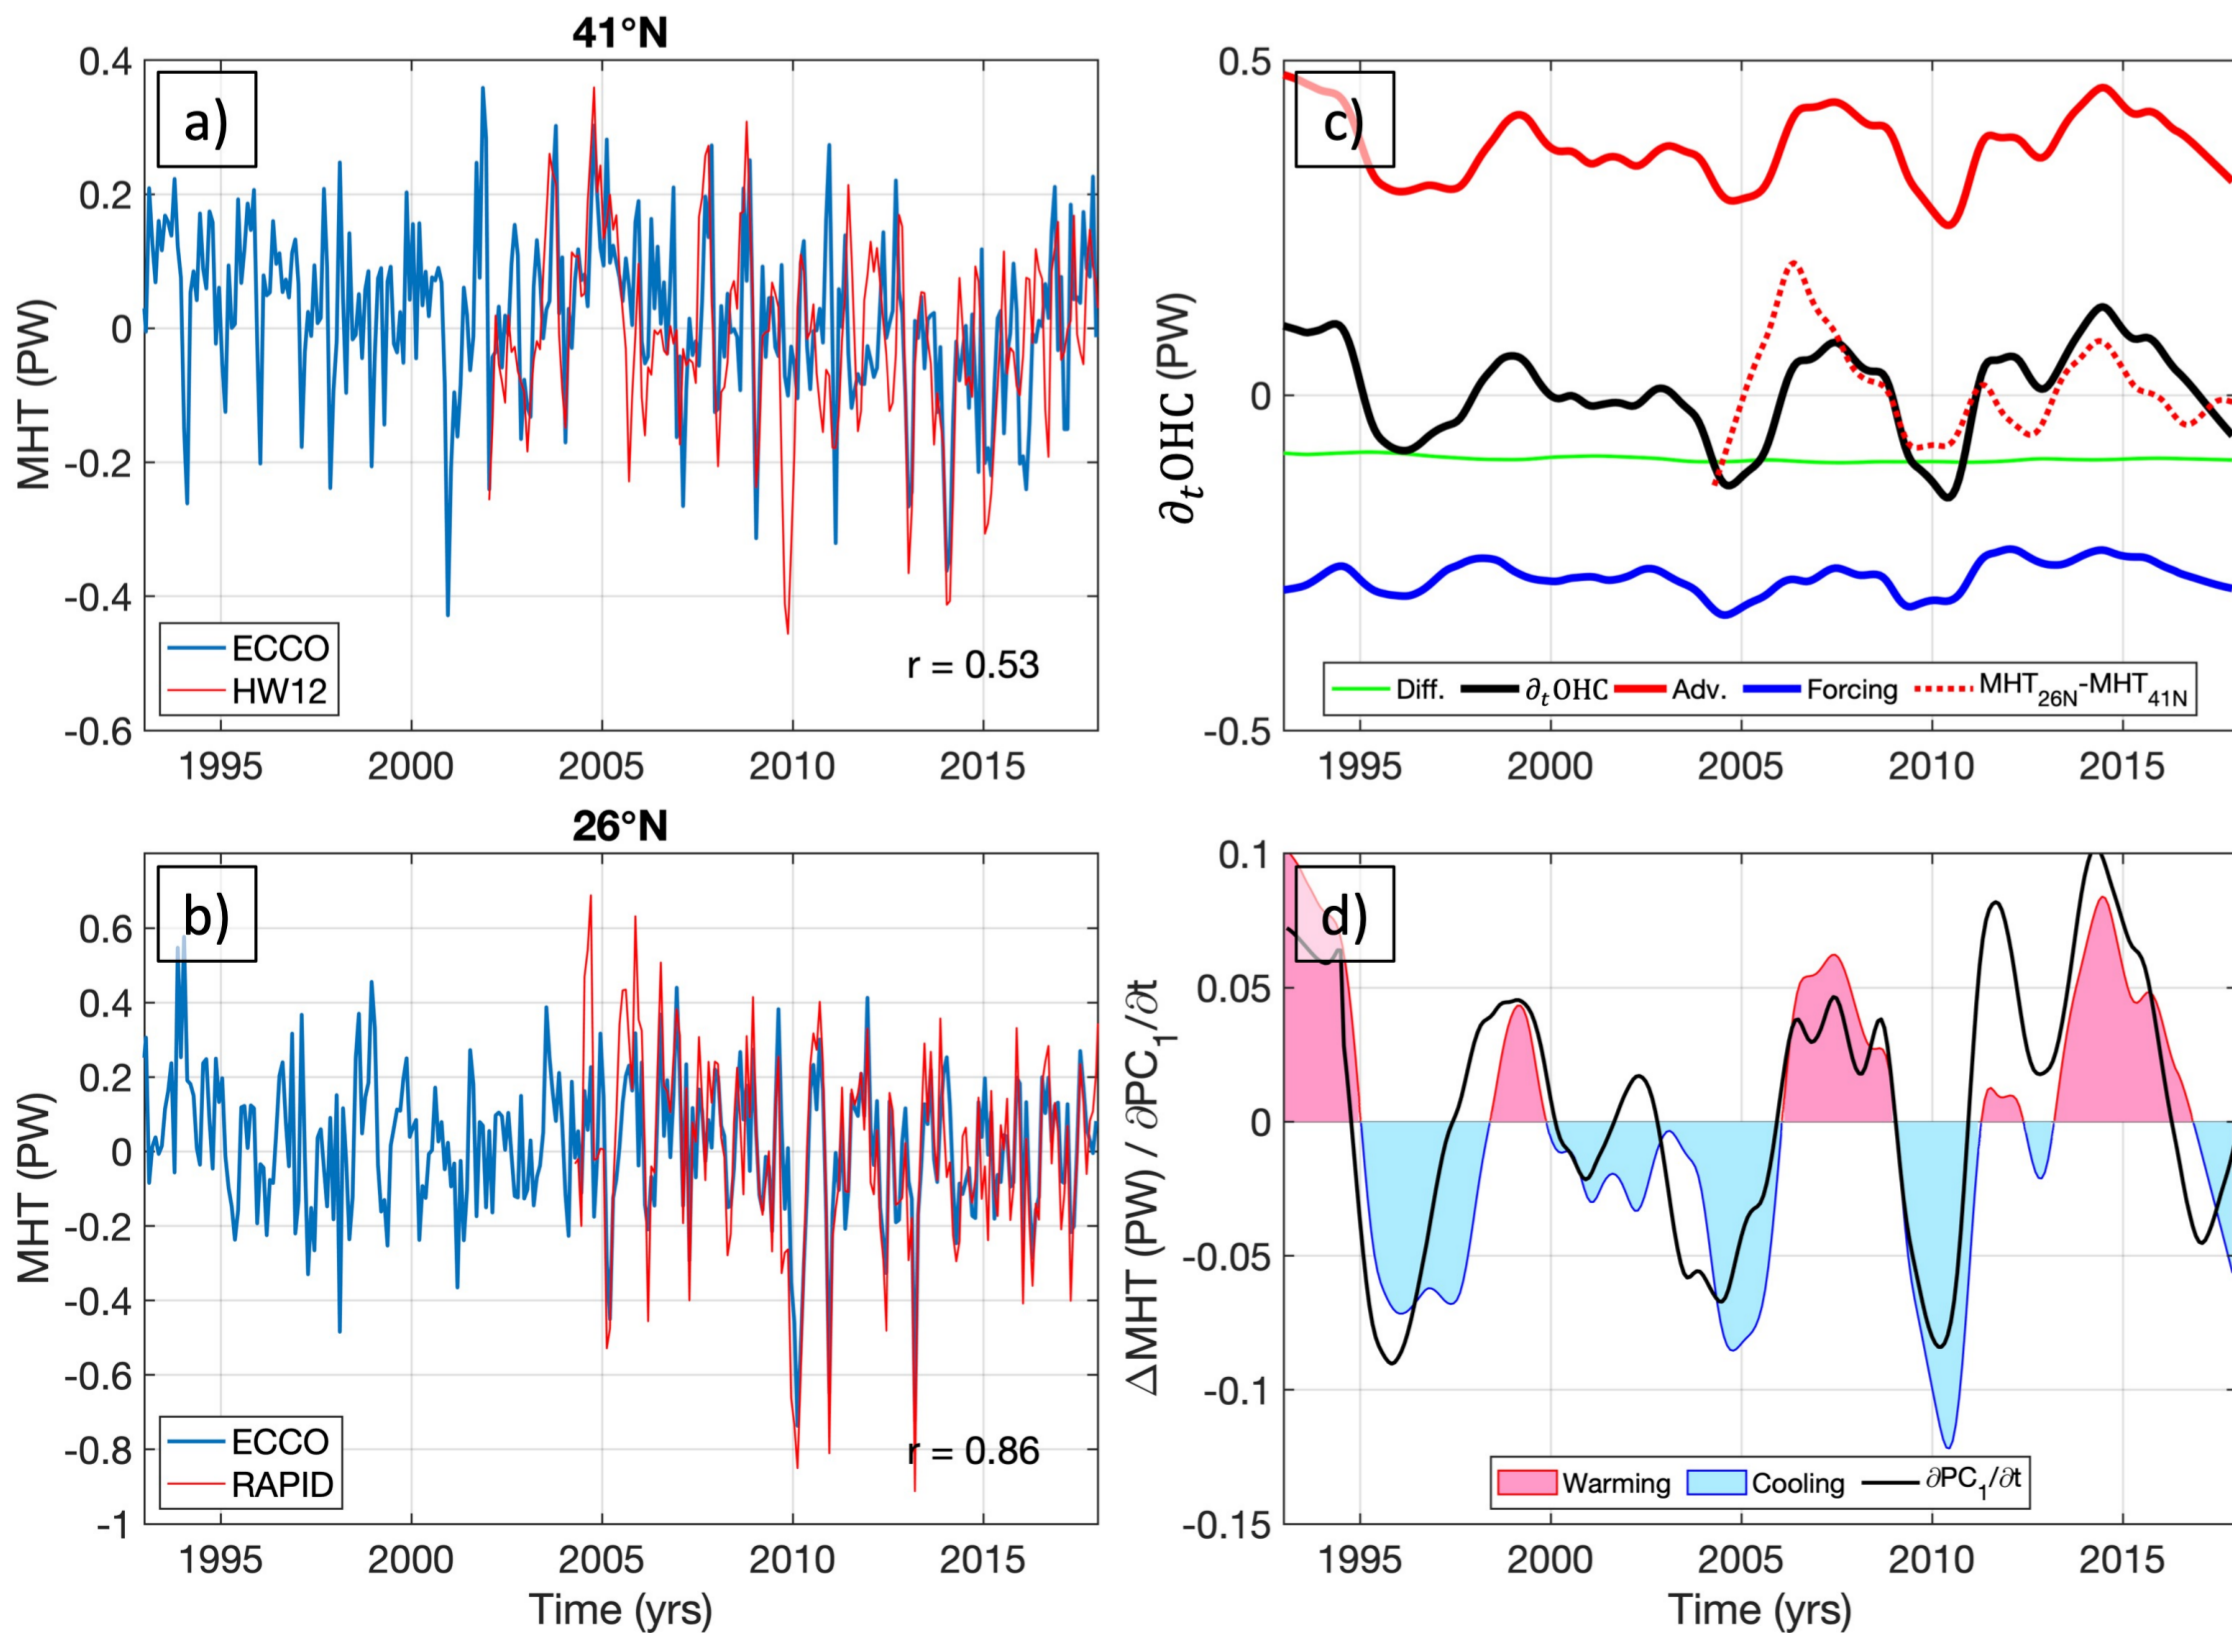 41°N
a)
0.4
0.2
0
-0.2
-0.4
-0.6
MHT (PW)
ECCO
HW12
r = 0.53
1995 2000 2005 2010 2015
c)
0.5
0
-0.5
∂tOHC (PW)
Diff. ∂tOHC Adv. Forcing MHT26N-MHT41N
1995 2000 2005 2010 2015
26°N
b)
0.6
0.4
0.2
0
-0.2
-0.4
-0.6
-0.8
-1
MHT (PW)
ECCO
RAPID
r = 0.86
1995 2000 2005 2010 2015
Time (yrs)
d)
0.1
0.05
0
-0.05
-0.1
-0.15
ΔMHT (PW) / ∂PC1/∂t
Warming Cooling ∂PC1/∂t
1995 2000 2005 2010 2015
Time (yrs)